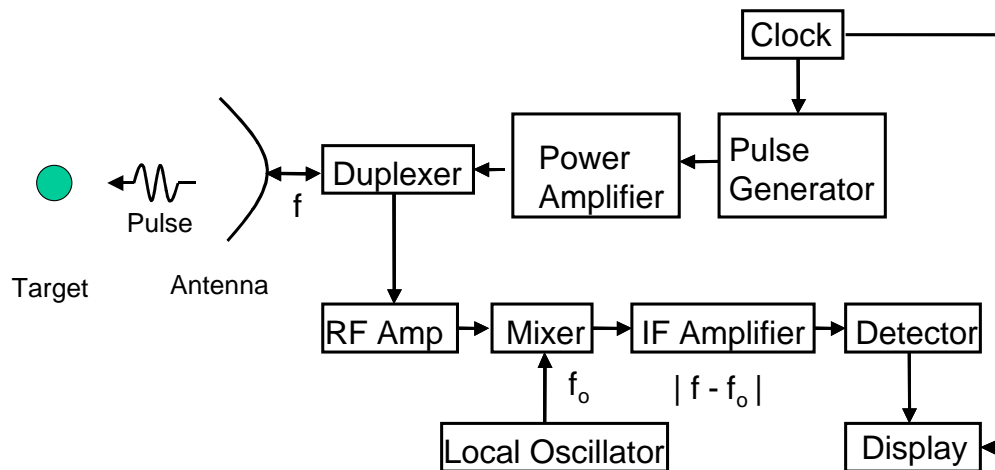 Clock
Duplexer
Power
Amplifier
Pulse
Generator
f
Pulse
Target
Antenna
RF Amp
Mixer
IF Amplifier
Detector
fo
| f - fo |
Local Oscillator
Display